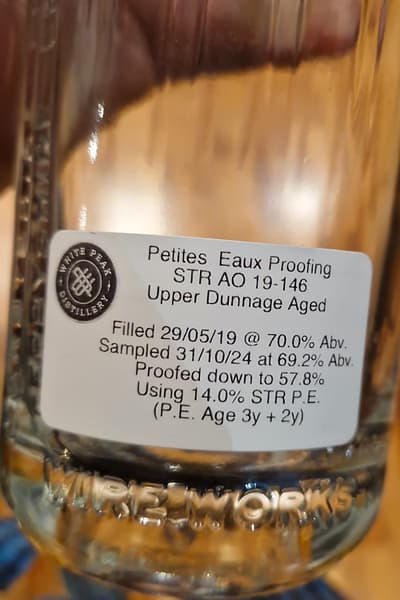 WHITE PEAK
DISTILLERY
Petites Eaux Proofing
STR AO 19-146
Upper Dunnage Aged
Filled 29/05/19 @ 70.0% Abv.
Sampled 31/10/24 at 69.2% Abv.
Proofed down to 57.8%
Using 14.0% STR P.E.
(P.E. Age 3y + 2y)
WIRE WORKS